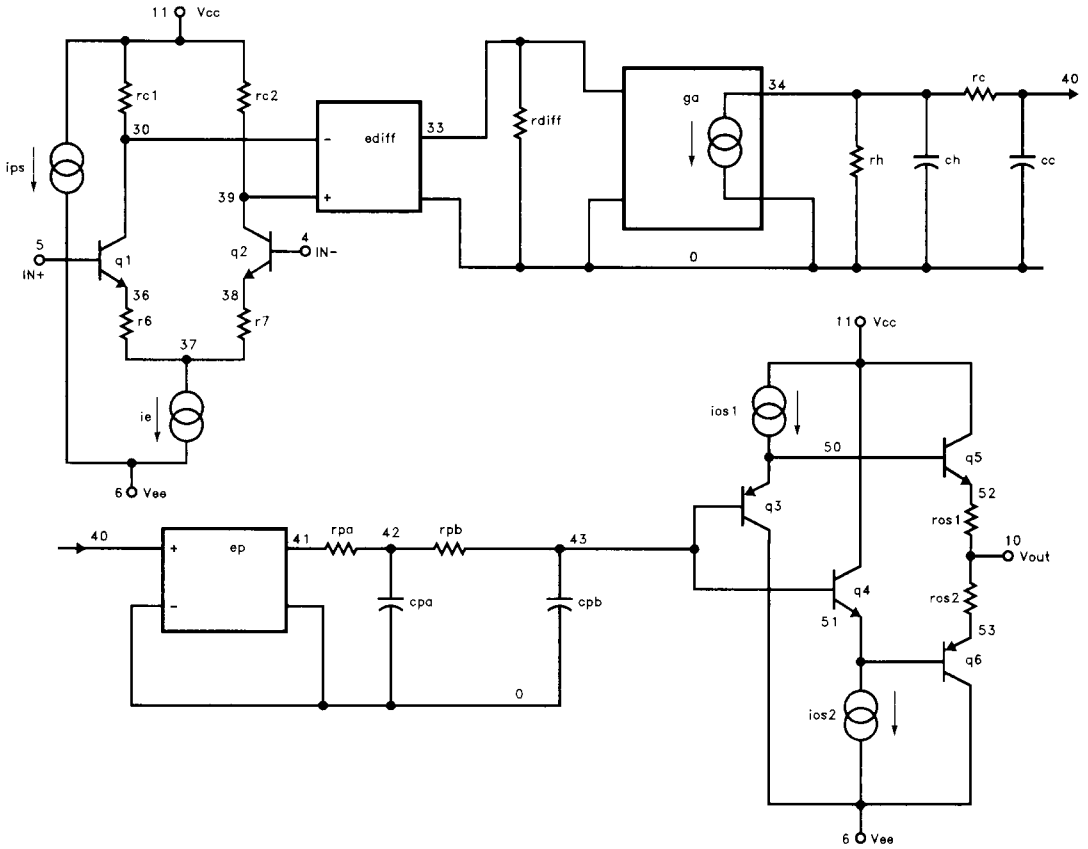 11 Vcc
rc1
rc2
30
ips
39
5
IN+
q1
q2
4
IN-
36
38
r6
r7
37
ie
6 Vee
-
ediff
+
33
rdiff
ga
34
rc
40
rh
ch
cc
0
11 Vcc
ios1
50
q5
q3
52
ros1
10
Vout
q4
51
ros2
53
q6
ios2
6 Vee
40
+
ep
-
41
rpa
42
rpb
43
cpa
cpb
0